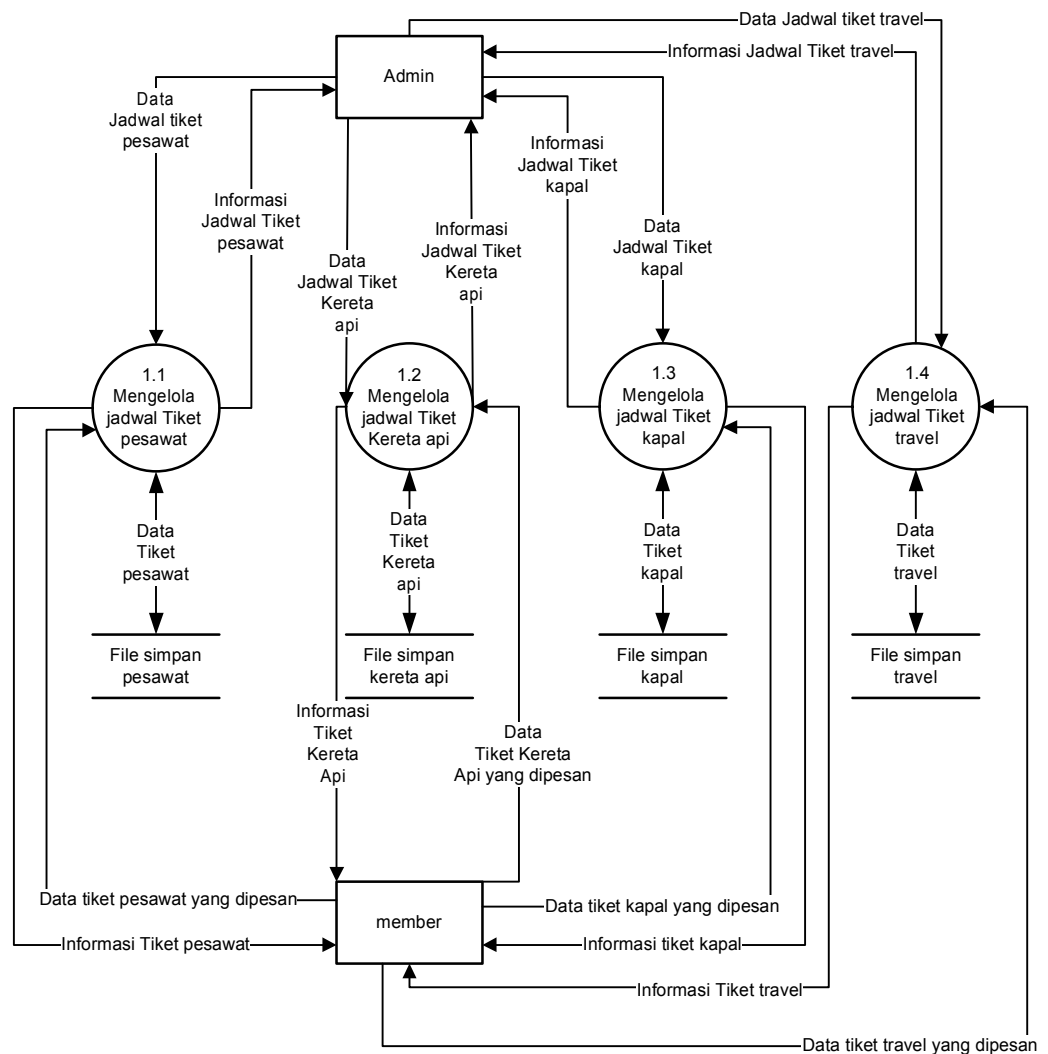 Data Jadwal tiket travel
Informasi Jadwal Tiket travel
Admin
Data
Jadwal tiket
pesawat
Informasi
Jadwal Tiket
pesawat
Data
Jadwal Tiket
Kereta
api
Informasi
Jadwal Tiket
Kereta
api
Informasi
Jadwal Tiket
kapal
Data
Jadwal Tiket
kapal
1.1
Mengelola
jadwal Tiket
pesawat
1.2
Mengelola
jadwal Tiket
Kereta api
1.3
Mengelola
jadwal Tiket
kapal
1.4
Mengelola
jadwal Tiket
travel
Data
Tiket
pesawat
Data
Tiket
Kereta
api
Data
Tiket
kapal
Data
Tiket
travel
File simpan
pesawat
File simpan
kereta api
File simpan
kapal
File simpan
travel
Informasi
Tiket
Kereta
Api
Data
Tiket Kereta
Api yang dipesan
Data tiket pesawat yang dipesan
Informasi Tiket pesawat
member
Data tiket kapal yang dipesan
Informasi tiket kapal
Informasi Tiket travel
Data tiket travel yang dipesan